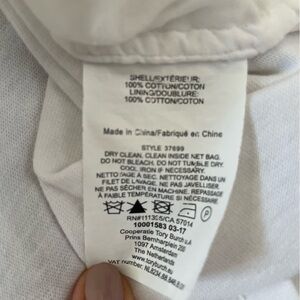 SHELL/EXTÉRIEUR:
100% COTTON/COTON
LINING/DOUBLURE:
100% COTTON/COTON
Made in China/Fabriqué en Chine
STYLE 37699
DRY CLEAN. CLEAN INSIDE NET BAG.
DO NOT BLEACH. DO NOT TUMBLE DRY.
COOL IRON IF NECESSARY.
NETTOYAGE A SEC. NETTOYAGE DANS UN
FILET DE LAVAGE. NE PAS JAVELLISER.
NE PAS SÉCHER EN MACHINE. REPASSAGE
À FAIBLE TEMPÉRATURE SI NÉCESSAIRE.
P
CA 57014
10001583 03-17
Cooperatie Tory Burch u.A
Prins Bernhardplein 200
1097 Amsterdam
The Netherlands
www.toryburch.eu
VAT number: